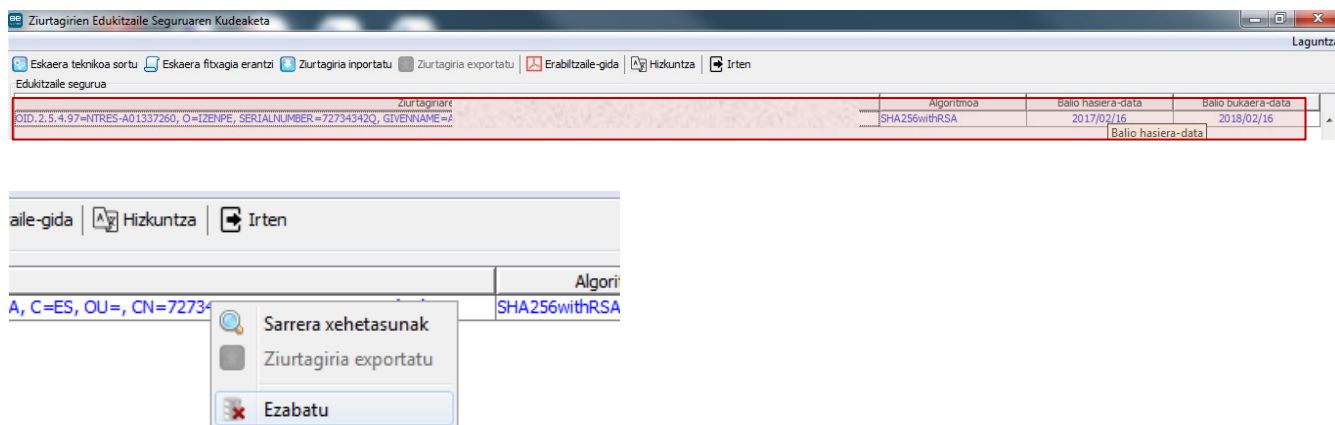 Ziurtagirien Edukitzaile Seguruaren Kudeaketa
Laguntza
Eskaera teknikoa sortu Eskaera fitxagia erantzi Ziurtagiria inportatu Ziurtagiria exportatu Erabiltzaile-gida Hizkuntza Irten
Edukitzaile segurua
Ziurtagiriare Algoritmoa Balio hasiera-data Balio bukaera-data
OID.2.5.4.97=NTRES-A01337260, O=IZENPE, SERIALNUMBER=72734342Q, GIVENNAME=A SHA256withRSA 2017/02/16 2018/02/16
Balio hasiera-data
aile-gida Hizkuntza Irten
Algori
A, C=ES, OU=, CN=72734 SHA256withRSA
Sarrera xehetasunak
Ziurtagiria exportatu
Ezabatu